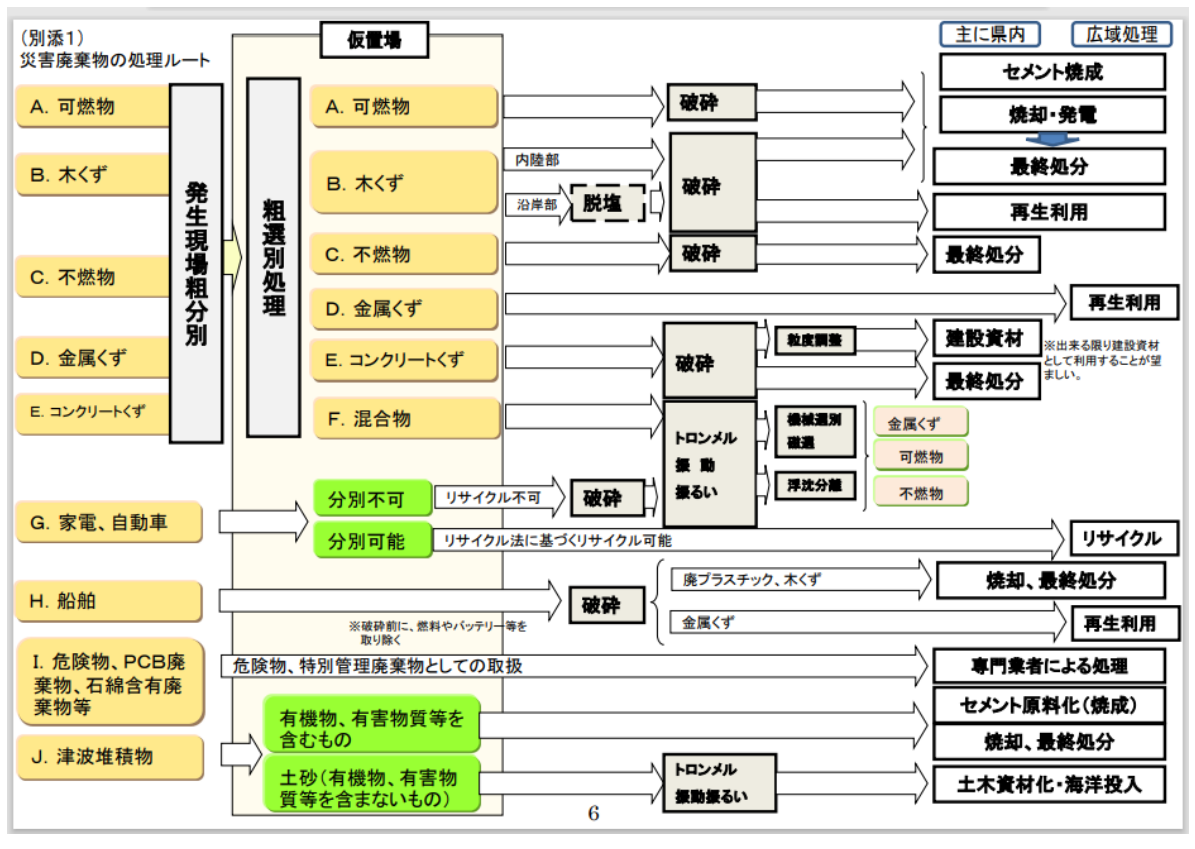 (別添1)
災害廃棄物の処理ルート
仮置場
主に県内
広域処理
A. 可燃物
B. 木くず
C. 不燃物
D. 金属くず
E. コンクリートくず
発生現場粗分別
粗選別処理
A. 可燃物
破砕
セメント焼成
焼却・発電
最終処分
B. 木くず
内陸部
沿岸部
脱塩
破砕
再生利用
C. 不燃物
破砕
最終処分
D. 金属くず
再生利用
E. コンクリートくず
破砕
粒度調整
建設資材
※出来る限り建設資材
として利用することが望
ましい。
最終処分
F. 混合物
トロンメル
振動
振るい
機械選別
磁選
浮沈分離
金属くず
可燃物
不燃物
G. 家電、自動車
分別不可
リサイクル不可
破砕
分別可能
リサイクル法に基づくリサイクル可能
リサイクル
H. 船舶
破砕
※破砕前に、燃料やバッテリー等を
取り除く
廃プラスチック、木くず
焼却、最終処分
金属くず
再生利用
I. 危険物、PCB廃
棄物、石綿含有廃
棄物等
危険物、特別管理廃棄物としての取扱
専門業者による処理
J. 津波堆積物
有機物、有害物質等を
含むもの
セメント原料化(焼成)
焼却、最終処分
土砂(有機物、有害物
質等を含まないもの)
トロンメル
振動振るい
土木資材化・海洋投入
6